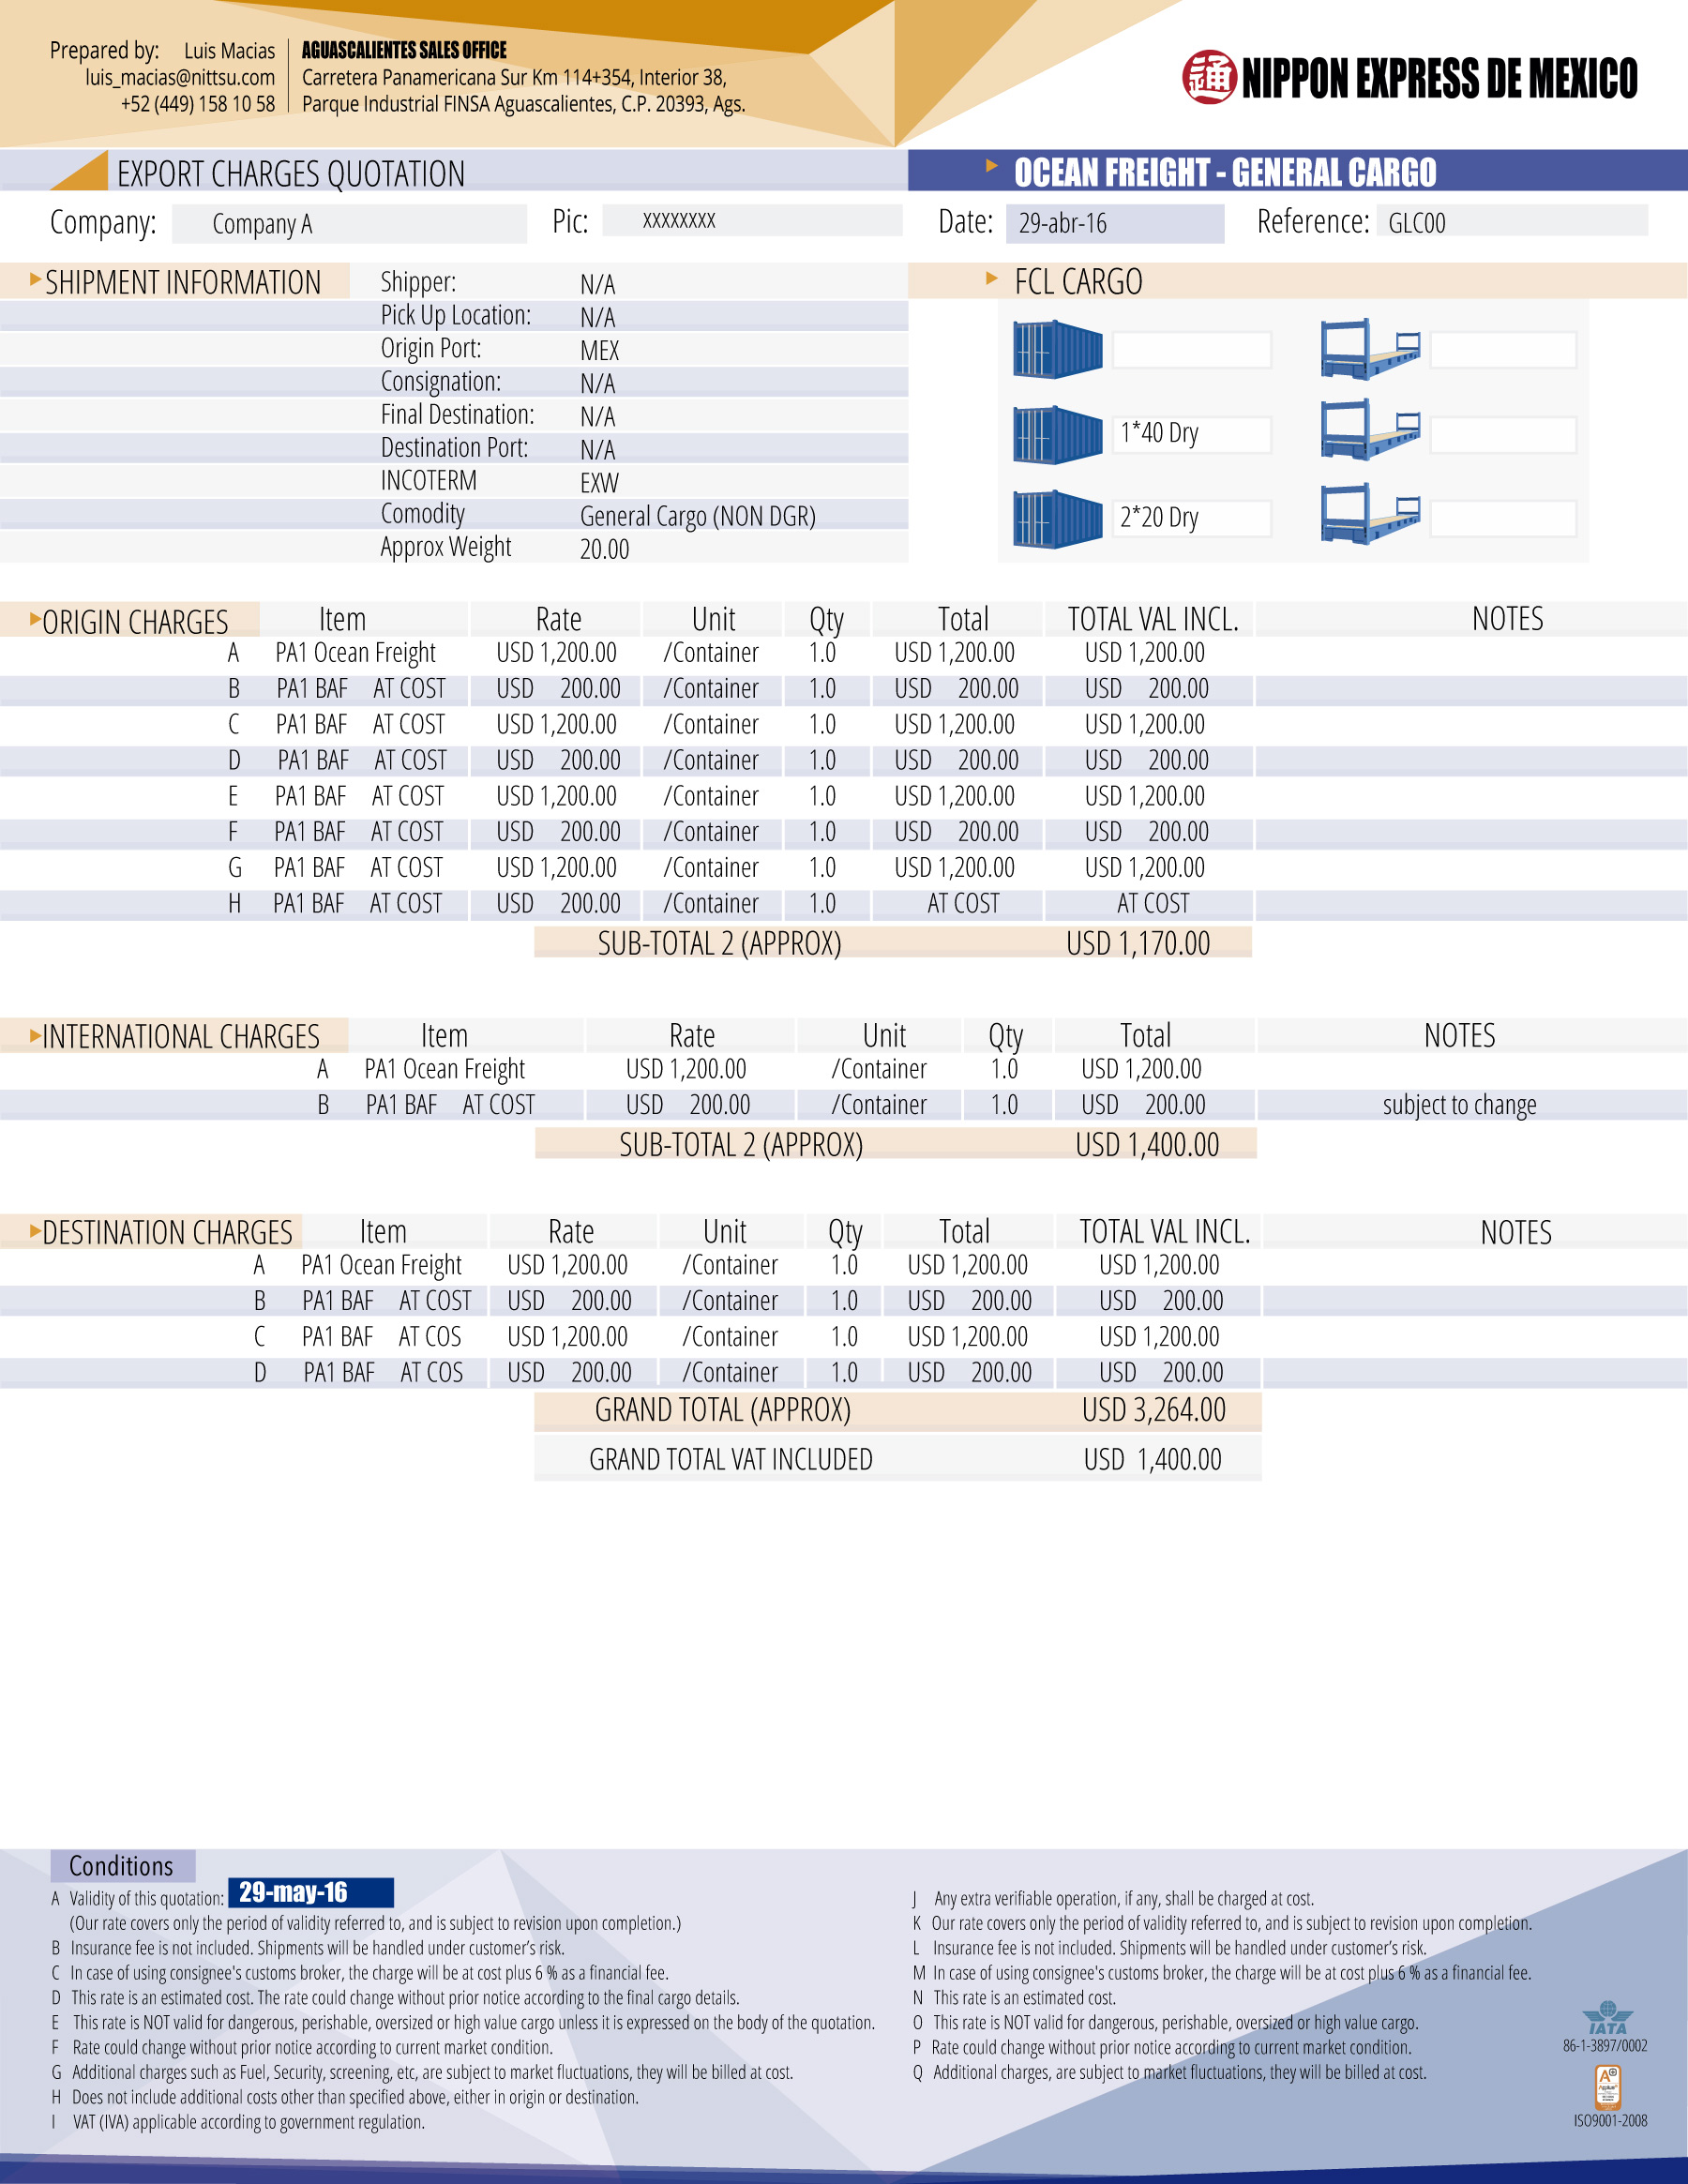 Prepared by: Luis Macias
luis_macias@nittsu.com
+52 (449) 158 10 58
AGUASCALIENTES SALES OFFICE
Carretera Panamericana Sur Km 114+354, Interior 38,
Parque Industrial FINSA Aguascalientes, C.P. 20393, Ags.
通 NIPPON EXPRESS DE MEXICO
EXPORT CHARGES QUOTATION
OCEAN FREIGHT - GENERAL CARGO
Company: Company A Pic: XXXXXXXX Date: 29-abr-16 Reference: GLC00
SHIPMENT INFORMATION
Shipper: N/A
Pick Up Location: N/A
Origin Port: MEX
Consignation: N/A
Final Destination: N/A
Destination Port: N/A
INCOTERM EXW
Comodity General Cargo (NON DGR)
Approx Weight 20.00
FCL CARGO
1*40 Dry
2*20 Dry
ORIGIN CHARGES Item Rate Unit Qty Total TOTAL VAL INCL. NOTES
A PA1 Ocean Freight USD 1,200.00 /Container 1.0 USD 1,200.00 USD 1,200.00
B PA1 BAF AT COST USD 200.00 /Container 1.0 USD 200.00 USD 200.00
C PA1 BAF AT COST USD 1,200.00 /Container 1.0 USD 1,200.00 USD 1,200.00
D PA1 BAF AT COST USD 200.00 /Container 1.0 USD 200.00 USD 200.00
E PA1 BAF AT COST USD 1,200.00 /Container 1.0 USD 1,200.00 USD 1,200.00
F PA1 BAF AT COST USD 200.00 /Container 1.0 USD 200.00 USD 200.00
G PA1 BAF AT COST USD 1,200.00 /Container 1.0 USD 1,200.00 USD 1,200.00
H PA1 BAF AT COST USD 200.00 /Container 1.0 AT COST AT COST
SUB-TOTAL 2 (APPROX) USD 1,170.00
INTERNATIONAL CHARGES Item Rate Unit Qty Total NOTES
A PA1 Ocean Freight USD 1,200.00 /Container 1.0 USD 1,200.00
B PA1 BAF AT COST USD 200.00 /Container 1.0 USD 200.00 subject to change
SUB-TOTAL 2 (APPROX) USD 1,400.00
DESTINATION CHARGES Item Rate Unit Qty Total TOTAL VAL INCL. NOTES
A PA1 Ocean Freight USD 1,200.00 /Container 1.0 USD 1,200.00 USD 1,200.00
B PA1 BAF AT COST USD 200.00 /Container 1.0 USD 200.00 USD 200.00
C PA1 BAF AT COS USD 1,200.00 /Container 1.0 USD 1,200.00 USD 1,200.00
D PA1 BAF AT COS USD 200.00 /Container 1.0 USD 200.00 USD 200.00
GRAND TOTAL (APPROX) USD 3,264.00
GRAND TOTAL VAT INCLUDED USD 1,400.00
Conditions
A Validity of this quotation: 29-may-16
(Our rate covers only the period of validity referred to, and is subject to revision upon completion.)
B Insurance fee is not included. Shipments will be handled under customer's risk.
C In case of using consignee's customs broker, the charge will be at cost plus 6 % as a financial fee.
D This rate is an estimated cost. The rate could change without prior notice according to the final cargo details.
E This rate is NOT valid for dangerous, perishable, oversized or high value cargo unless it is expressed on the body of the quotation.
F Rate could change without prior notice according to current market condition.
G Additional charges such as Fuel, Security, screening, etc, are subject to market fluctuations, they will be billed at cost.
H Does not include additional costs other than specified above, either in origin or destination.
I VAT (IVA) applicable according to government regulation.
J Any extra verifiable operation, if any, shall be charged at cost.
K Our rate covers only the period of validity referred to, and is subject to revision upon completion.
L Insurance fee is not included. Shipments will be handled under customer's risk.
M In case of using consignee's customs broker, the charge will be at cost plus 6 % as a financial fee.
N This rate is an estimated cost.
O This rate is NOT valid for dangerous, perishable, oversized or high value cargo.
P Rate could change without prior notice according to current market condition.
Q Additional charges, are subject to market fluctuations, they will be billed at cost.
IATA
86-1-3897/0002
A+
ISO9001-2008